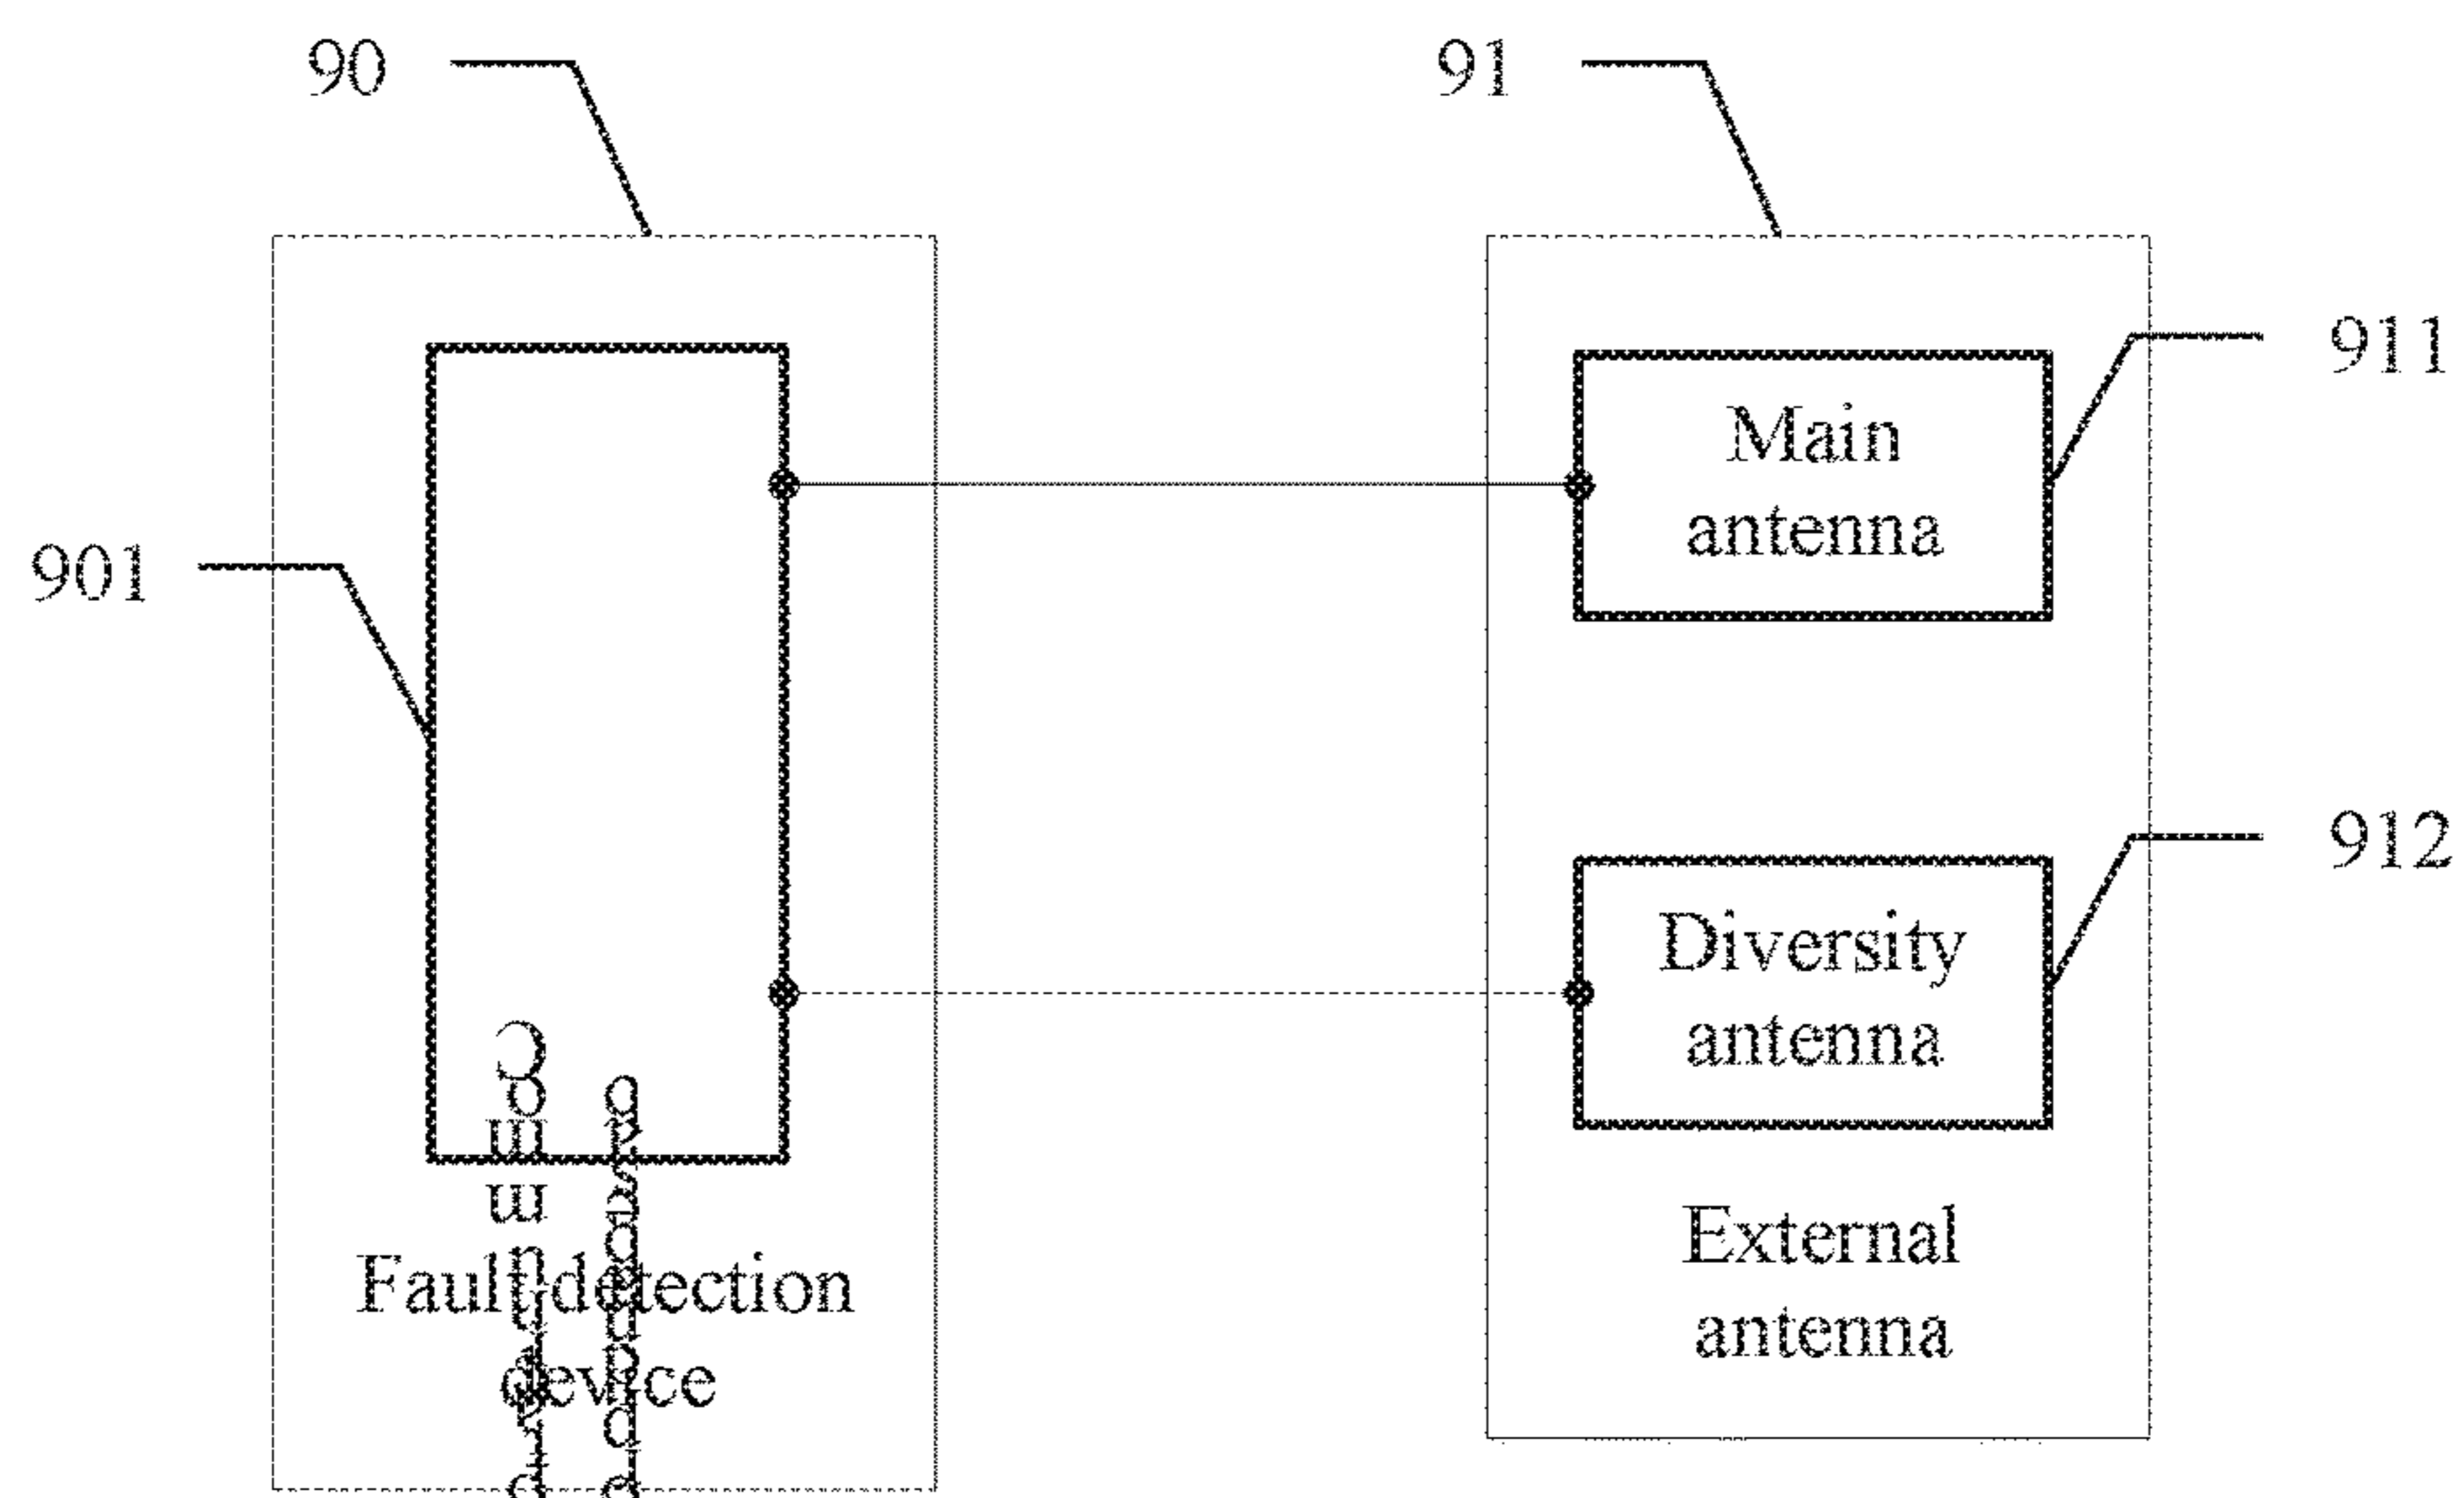 90
91
911
Main
antenna
901
912
Diversity
antenna
External
antenna
Fault detection
device